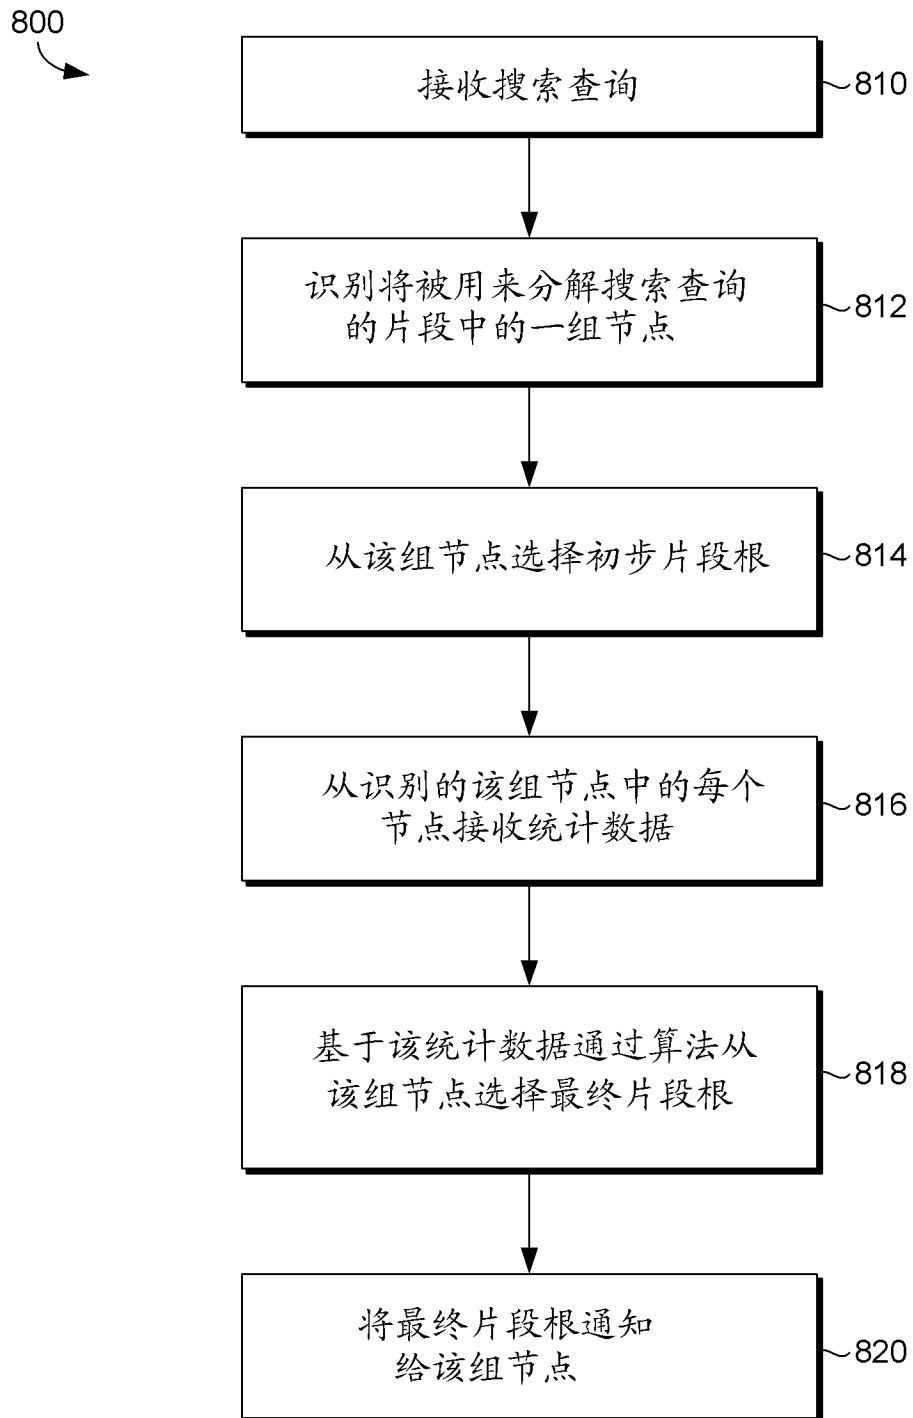 800
接收搜索查询
810
识别将被用来分解搜索查询
的片段中的一组节点
812
从该组节点选择初步片段根
814
从识别的该组节点中的每个
节点接收统计数据
816
基于该统计数据通过算法从
该组节点选择最终片段根
818
将最终片段根通知
给该组节点
820